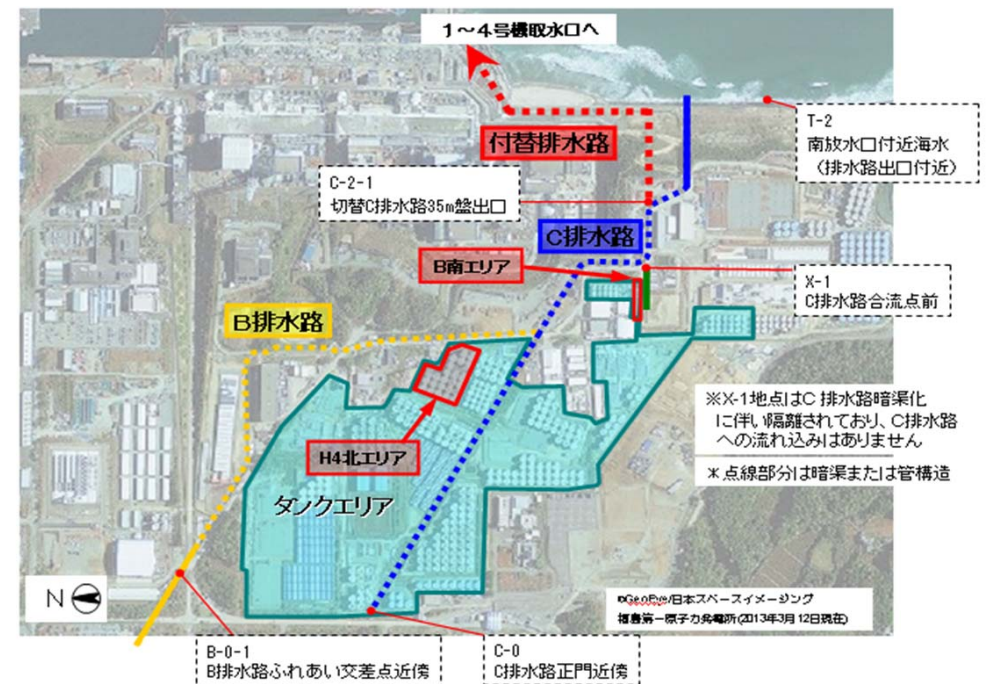 1~4号機取水口へ
T-2
南放水口付近海水
(排水路出口付近)
付替排水路
C-2-1
切替C排水路35m盤出口
C排水路
B南エリア
X-1
C排水路合流点前
B排水路
※X-1地点はC 排水路暗渠化
に伴い隔離されており、C排水路
への流れ込みはありません
*点線部分は暗渠または管構造
H4北エリア
タンクエリア
N
©GeoEye/日本スペースイメージング
福島第一原子力発電所(2013年3月12日現在)
B-0-1
B排水路ふれあい交差点近傍
C-0
C排水路正門近傍